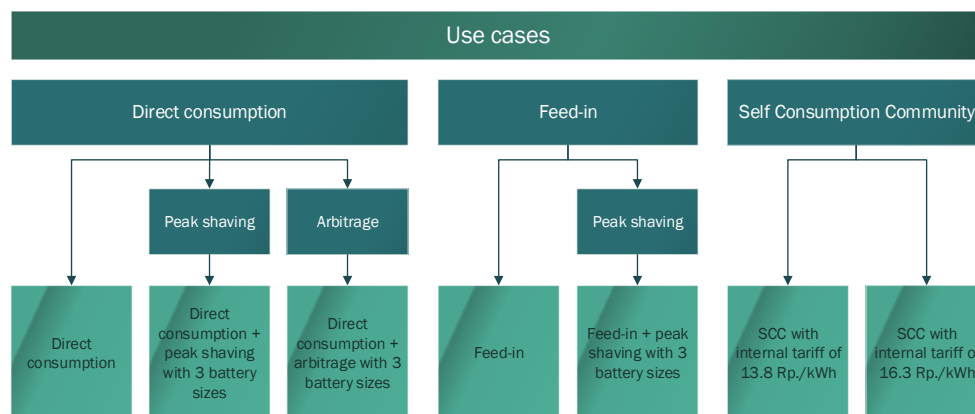 Use cases
Direct consumption
Feed-in
Self Consumption Community
Peak shaving
Arbitrage
Peak shaving
Direct
consumption
Direct
consumption +
peak shaving
with 3 battery
sizes
Direct
consumption +
arbitrage with 3
battery sizes
Feed-in
Feed-in + peak
shaving with 3
battery sizes
SCC with
internal tariff of
13.8 Rp./kWh
SCC with
internal tariff of
16.3 Rp./kWh